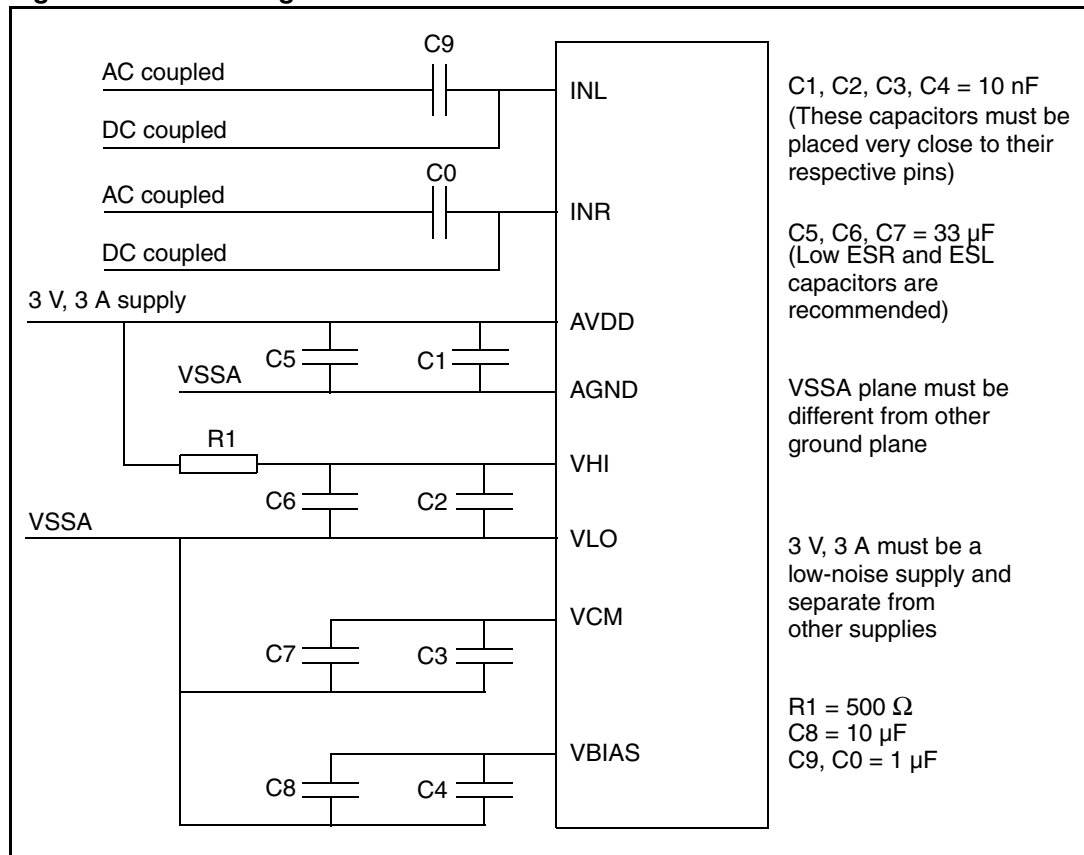 C9
AC coupled
INL
DC coupled
C0
AC coupled
INR
DC coupled
3 V, 3 A supply
AVDD
C5
C1
VSSA
AGND
R1
VHI
C6
C2
VSSA
VLO
VCM
C7
C3
VBIAS
C8
C4
C1, C2, C3, C4 = 10 nF
(These capacitors must be
placed very close to their
respective pins)
C5, C6, C7 = 33 µF
(Low ESR and ESL
capacitors are
recommended)
VSSA plane must be
different from other
ground plane
3 V, 3 A must be a
low-noise supply and
separate from
other supplies
R1 = 500 Ω
C8 = 10 µF
C9, C0 = 1 µF